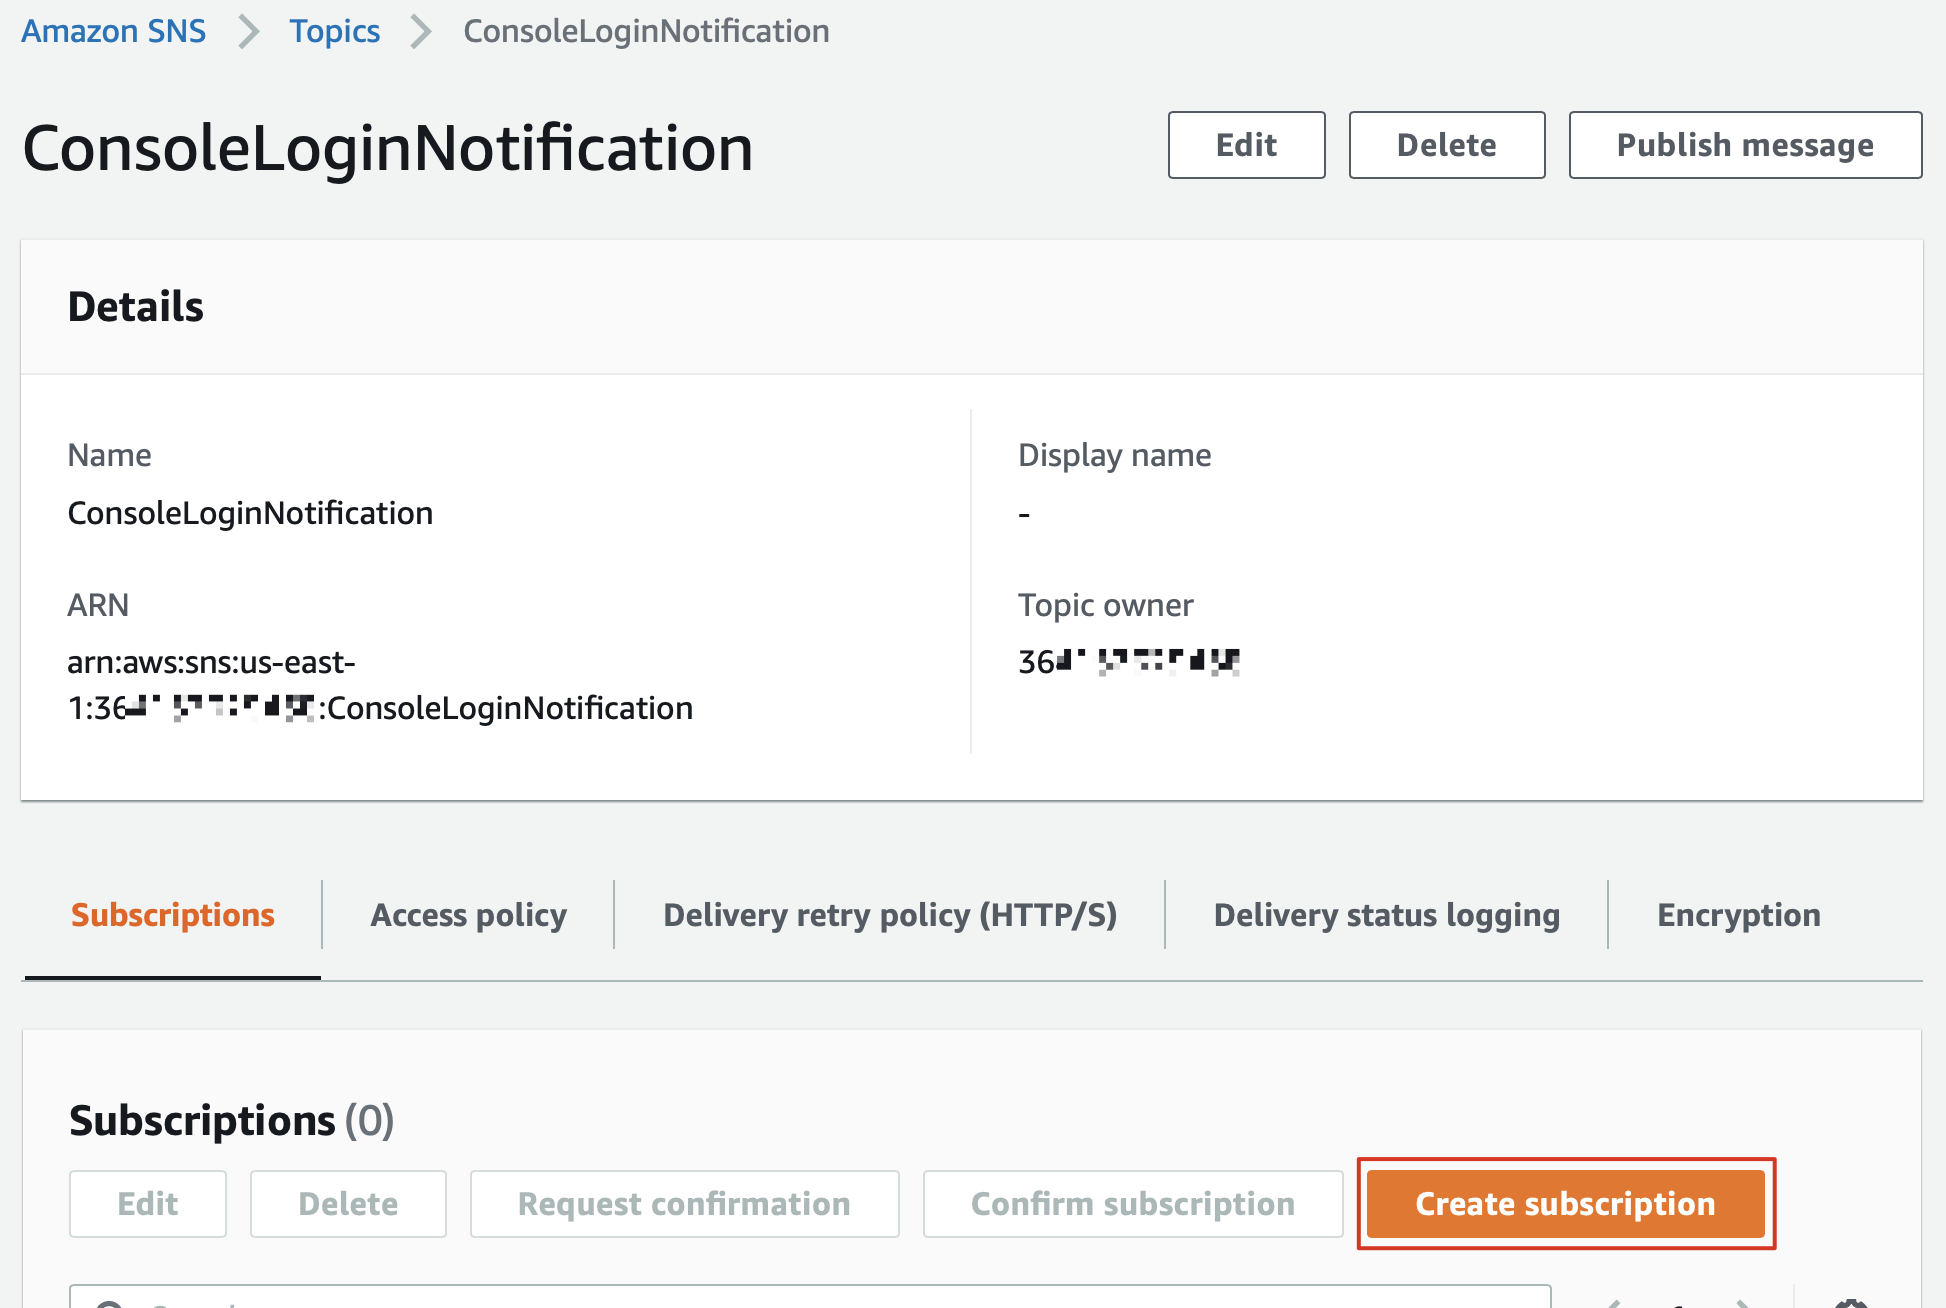 Amazon SNS > Topics > ConsoleLoginNotification
ConsoleLoginNotification
Edit Delete Publish message
Details
Name
ConsoleLoginNotification
Display name
-
ARN
arn:aws:sns:us-east-
1:36 :ConsoleLoginNotification
Topic owner
36
Subscriptions Access policy Delivery retry policy (HTTP/S) Delivery status logging Encryption
Subscriptions (0)
Edit Delete Request confirmation Confirm subscription Create subscription